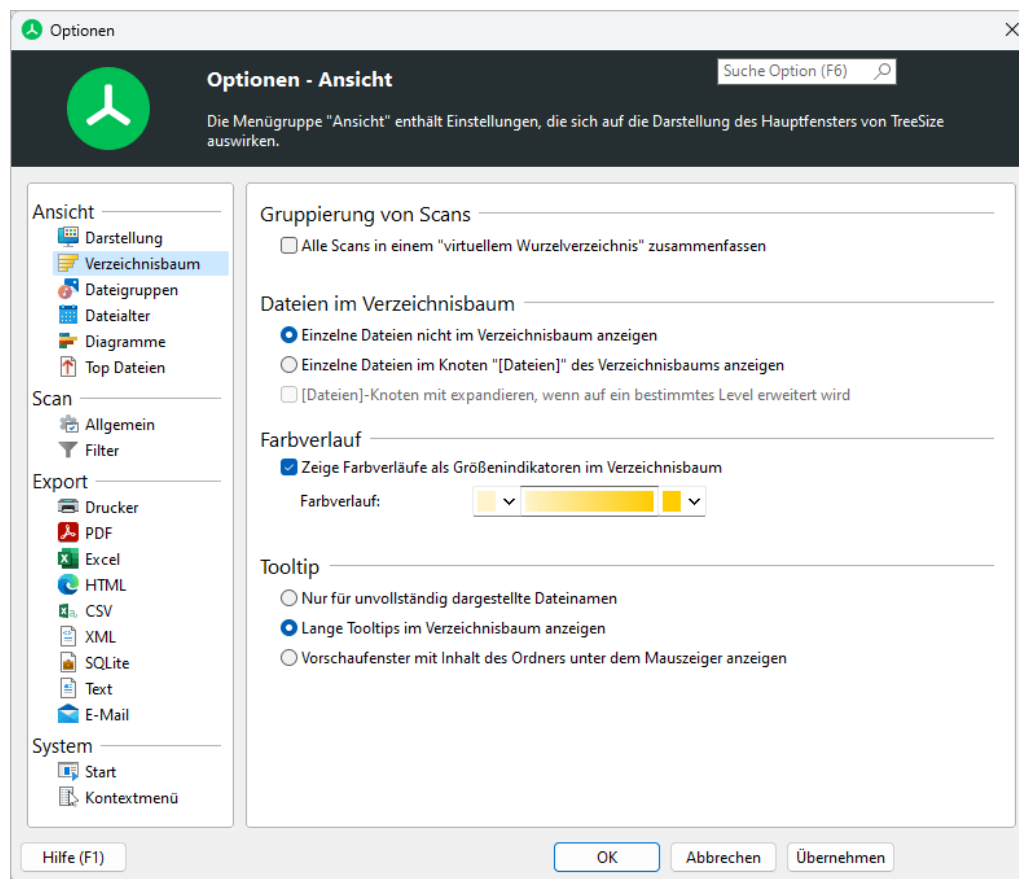 Optionen
Optionen - Ansicht
Suche Option (F6)
Die Menügruppe "Ansicht" enthält Einstellungen, die sich auf die Darstellung des Hauptfensters von TreeSize
auswirken.
Ansicht
Darstellung
Verzeichnisbaum
Dateigruppen
Dateialter
Diagramme
Top Dateien
Scan
Allgemein
Filter
Export
Drucker
PDF
Excel
HTML
CSV
XML
SQLite
Text
E-Mail
System
Start
Kontextmenü
Gruppierung von Scans
Alle Scans in einem "virtuellem Wurzelverzeichnis" zusammenfassen
Dateien im Verzeichnisbaum
Einzelne Dateien nicht im Verzeichnisbaum anzeigen
Einzelne Dateien im Knoten "[Dateien]" des Verzeichnisbaums anzeigen
[Dateien]-Knoten mit expandieren, wenn auf ein bestimmtes Level erweitert wird
Farbverlauf
Zeige Farbverläufe als Größenindikatoren im Verzeichnisbaum
Farbverlauf:
Tooltip
Nur für unvollständig dargestellte Dateinamen
Lange Tooltips im Verzeichnisbaum anzeigen
Vorschaufenster mit Inhalt des Ordners unter dem Mauszeiger anzeigen
Hilfe (F1)
OK
Abbrechen
Übernehmen